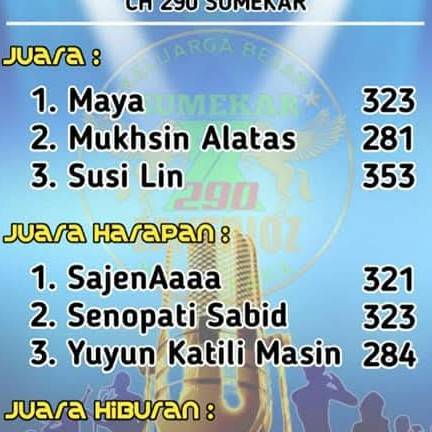 CH 290 SUMEKAR
Juara :
1. Maya 323
2. Mukhsin Alatas 281
3. Susi Lin 353
290
Juara Harapan :
1. SajenAaaa 321
2. Senopati Sabid 323
3. Yuyun Katili Masin 284
Juara Hiburan :